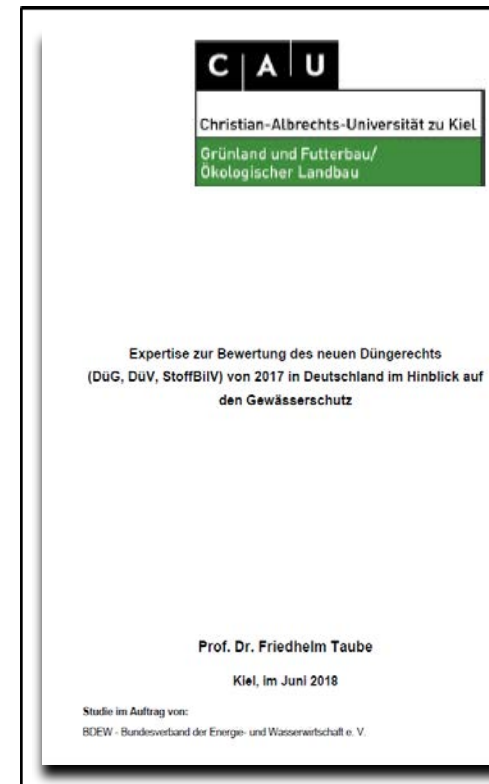 CAU
Christian-Albrechts-Universität zu Kiel
Grünland und Futterbau/
Ökologischer Landbau
Expertise zur Bewertung des neuen Düngerechts
(DüG, DüV, StoffBilV) von 2017 in Deutschland im Hinblick auf
den Gewässerschutz
Prof. Dr. Friedhelm Taube
Kiel, im Juni 2018
Studie im Auftrag von:
BDEW - Bundesverband der Energie- und Wasserwirtschaft e. V.